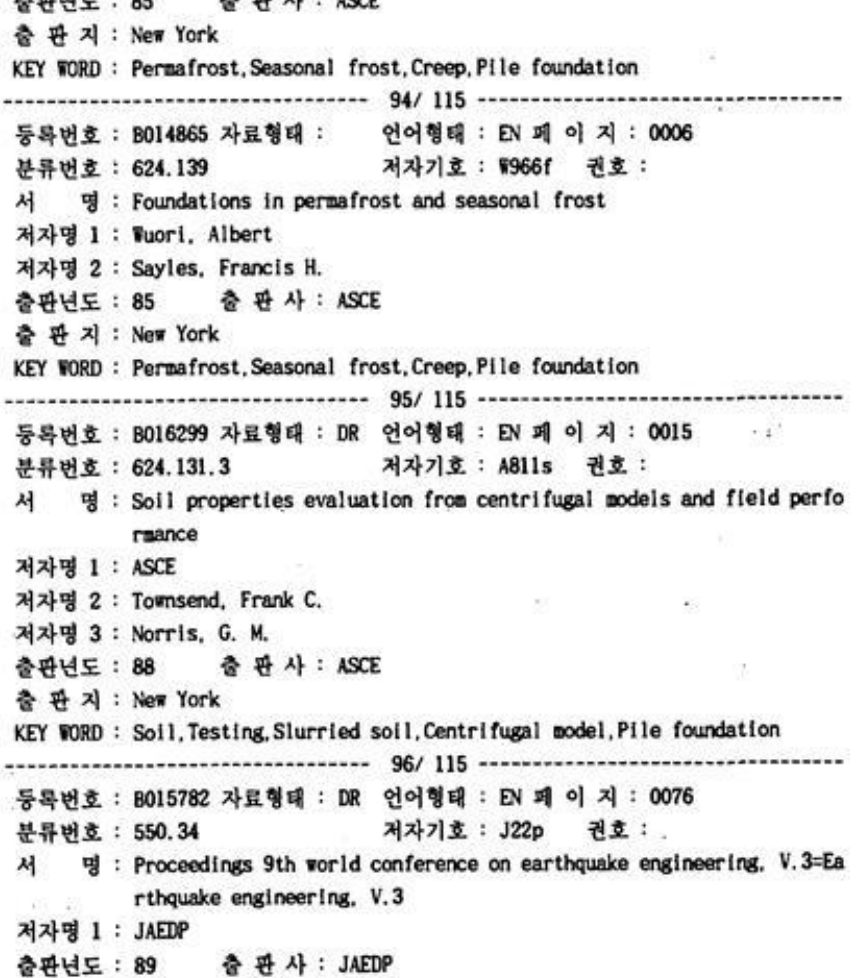 출판년도 : 85 출 판 사 : ASCE
출 판 지 : New York
KEY WORD : Permafrost,Seasonal frost,Creep,Pile foundation
---------------------------------- 94/ 115 ----------------------------------
등록번호 : B014865 자료형태 : 언어형태 : EN 페 이 지 : 0006
분류번호 : 624.139 저자기호 : W966f 권호 :
서 명 : Foundations in permafrost and seasonal frost
저자명 1 : Wuori, Albert
저자명 2 : Sayles, Francis H.
출판년도 : 85 출 판 사 : ASCE
출 판 지 : New York
KEY WORD : Permafrost,Seasonal frost,Creep,Pile foundation
---------------------------------- 95/ 115 ----------------------------------
등록번호 : B016299 자료형태 : DR 언어형태 : EN 페 이 지 : 0015
분류번호 : 624.131.3 저자기호 : A811s 권호 :
서 명 : Soil properties evaluation from centrifugal models and field perfo
rmance
저자명 1 : ASCE
저자명 2 : Townsend, Frank C.
저자명 3 : Norris, G. M.
출판년도 : 88 출 판 사 : ASCE
출 판 지 : New York
KEY WORD : Soil,Testing,Slurried soil,Centrifugal model,Pile foundation
---------------------------------- 96/ 115 ----------------------------------
등록번호 : B015782 자료형태 : DR 언어형태 : EN 페 이 지 : 0076
분류번호 : 550.34 저자기호 : J22p 권호 :
서 명 : Proceedings 9th world conference on earthquake engineering, V.3=Ea
rthquake engineering, V.3
저자명 1 : JAEDP
출판년도 : 89 출 판 사 : JAEDP